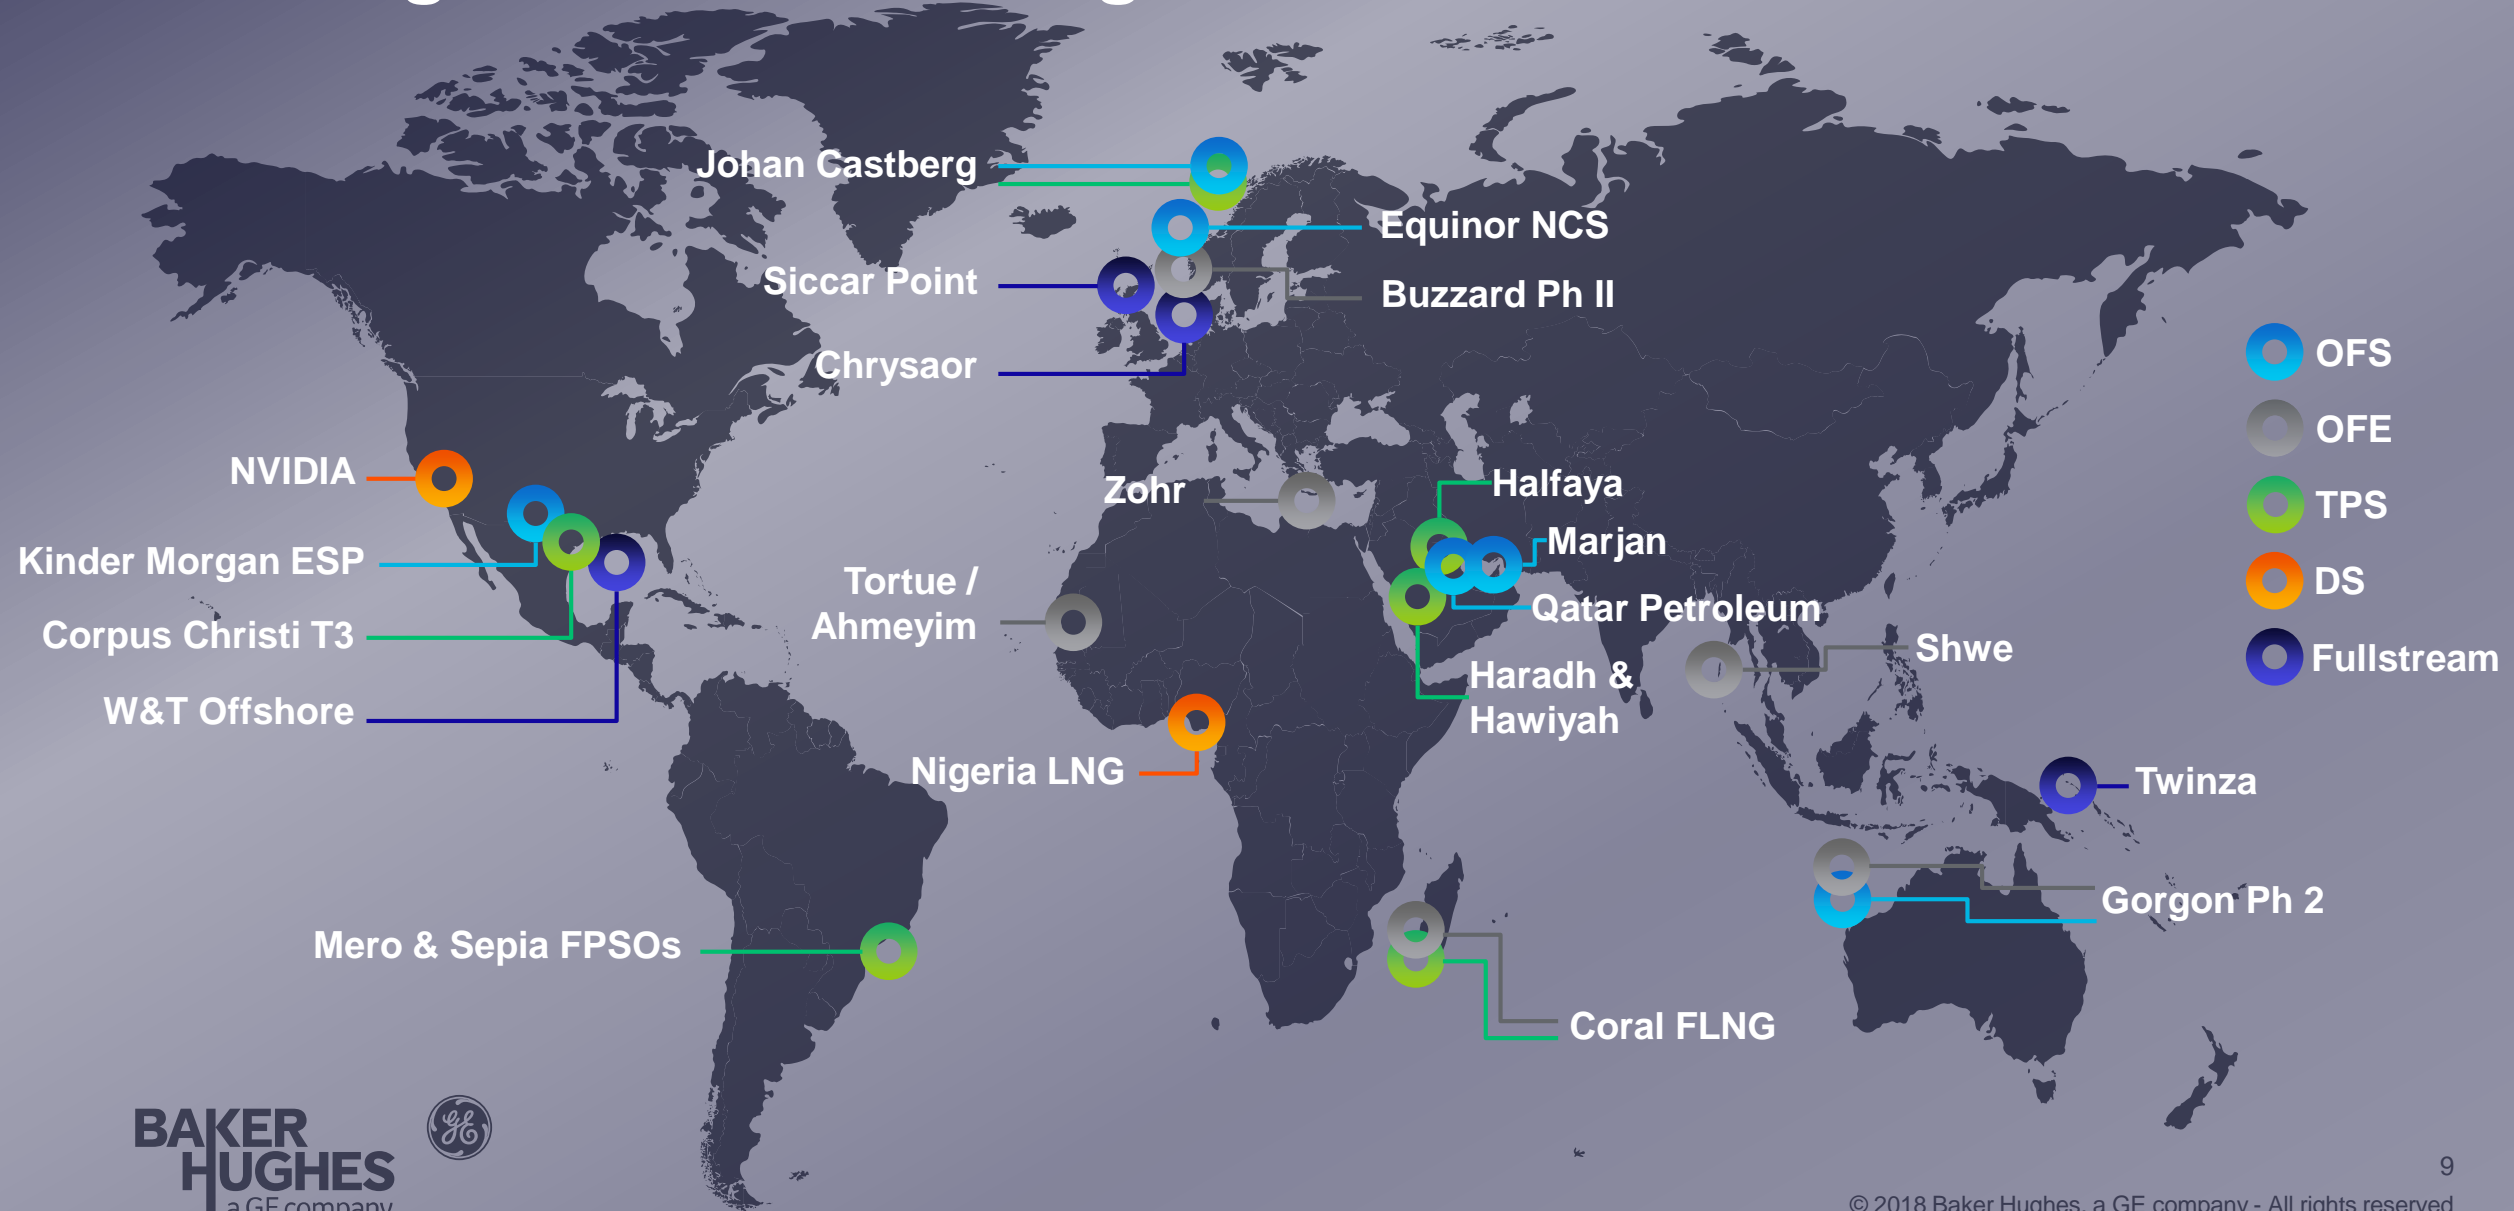 Johan Castberg
Equinor NCS
Siccar Point
Buzzard Ph II
Chrysaor
OFS
OFE
TPS
DS
Fullstream
NVIDIA
Kinder Morgan ESP
Corpus Christi T3
W&T Offshore
Zohr
Halfaya
Marjan
Tortue /
Ahmeyim
Qatar Petroleum
Shwe
Haradh &
Hawiyah
Nigeria LNG
Twinza
Gorgon Ph 2
Mero & Sepia FPSOs
Coral FLNG
BAKER
HUGHES
a GE company
GE
9
© 2018 Baker Hughes, a GE company - All rights reserved